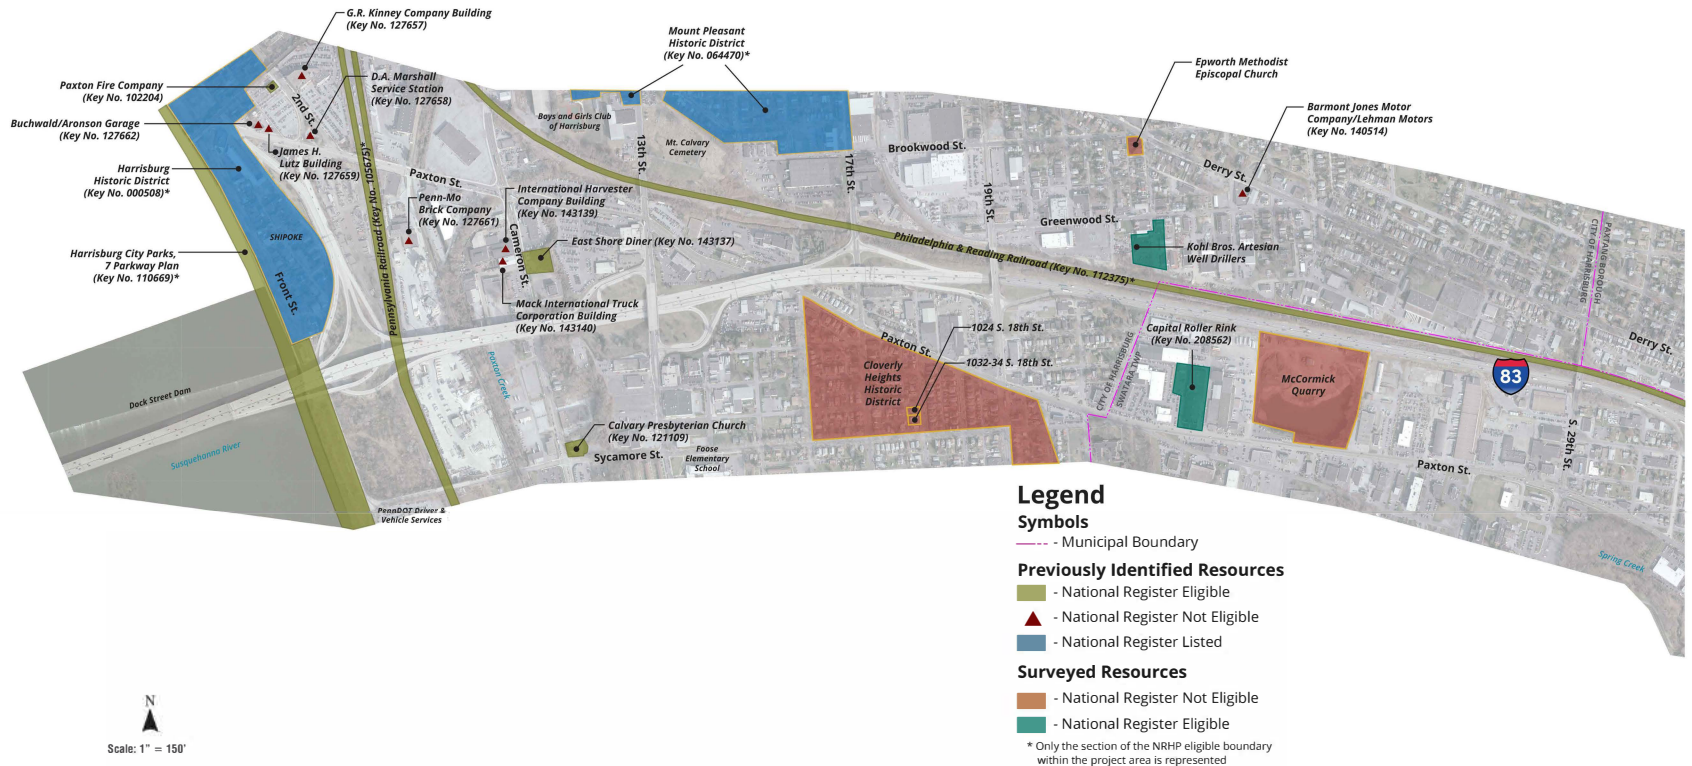 G.R. Kinney Company Building
(Key No. 127657)
Mount Pleasant
Historic District
(Key No. 064470)*
Epworth Methodist
Episcopal Church
Paxton Fire Company
(Key No. 102204)
D.A. Marshall
Service Station
(Key No. 127658)
2nd St.
Barmont Jones Motor
Company/Lehman Motors
(Key No. 140514)
Buchwald/Aronson Garage
(Key No. 127662)
Boys and Girls Club
of Harrisburg
13th St.
Mt. Calvary
Cemetery
Brookwood St.
17th St.
James H.
Lutz Building
(Key No. 127659)
Pennsylvania Railroad (Key No. 105675)*
Harrisburg
Historic District
(Key No. 000508)*
Paxton St.
Derry St.
International Harvester
Company Building
(Key No. 143139)
Penn-Mo
Brick Company
(Key No. 127661)
19th St.
Greenwood St.
CITY OF HARRISBURG
PAXTANG BOROUGH
SHIPOKE
Cameron St.
East Shore Diner (Key No. 143137)
Philadelphia & Reading Railroad (Key No. 112375)*
Kohl Bros. Artesian
Well Drillers
Harrisburg City Parks,
7 Parkway Plan
(Key No. 110669)*
Front St.
Mack International Truck
Corporation Building
(Key No. 143140)
1024 S. 18th St.
Capital Roller Rink
(Key No. 208562)
Paxton St.
Derry St.
CITY OF HARRISBURG
SWATARA TWP
1032-34 S. 18th St.
Cloverly
Heights
Historic
District
Paxton Creek
McCormick
Quarry
83
Dock Street Dam
Calvary Presbyterian Church
(Key No. 121109)
Sycamore St.
Foose
Elementary
School
S. 29th St.
Susquehanna River
Paxton St.
PennDOT Driver &
Vehicle Services
Spring Creek
Legend
Symbols
- Municipal Boundary
Previously Identified Resources
- National Register Eligible
- National Register Not Eligible
- National Register Listed
Surveyed Resources
- National Register Not Eligible
- National Register Eligible
* Only the section of the NRHP eligible boundary
within the project area is represented
N
Scale: 1" = 150'